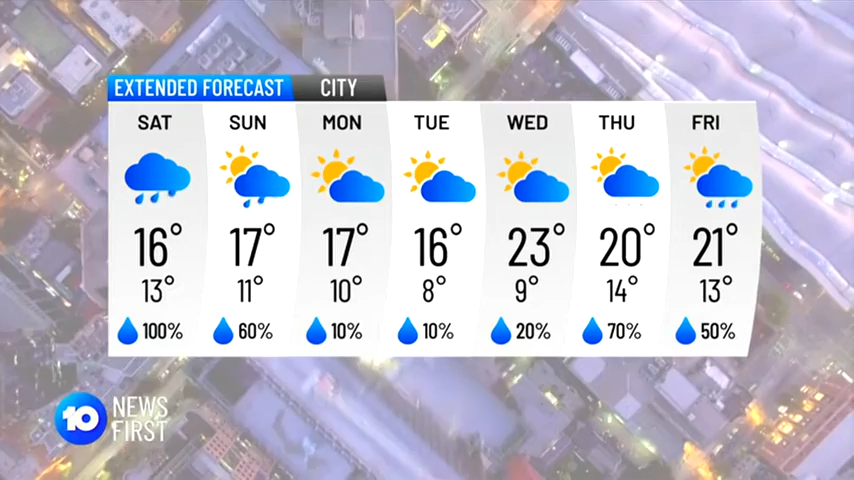 EXTENDED FORECAST CITY
SAT SUN MON TUE WED THU FRI
16° 17° 17° 16° 23° 20° 21°
13° 11° 10° 8° 9° 14° 13°
100% 60% 10% 10% 20% 70% 50%
10 NEWS
FIRST